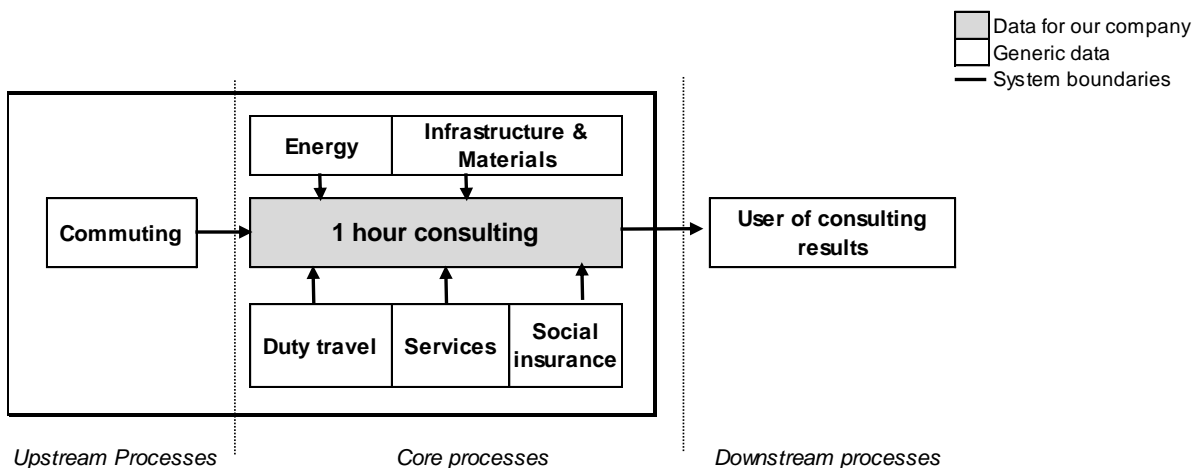 Data for our company
Generic data
System boundaries
Energy
Infrastructure &
Materials
Commuting
1 hour consulting
User of consulting
results
Duty travel
Services
Social
insurance
Upstream Processes
Core processes
Downstream processes